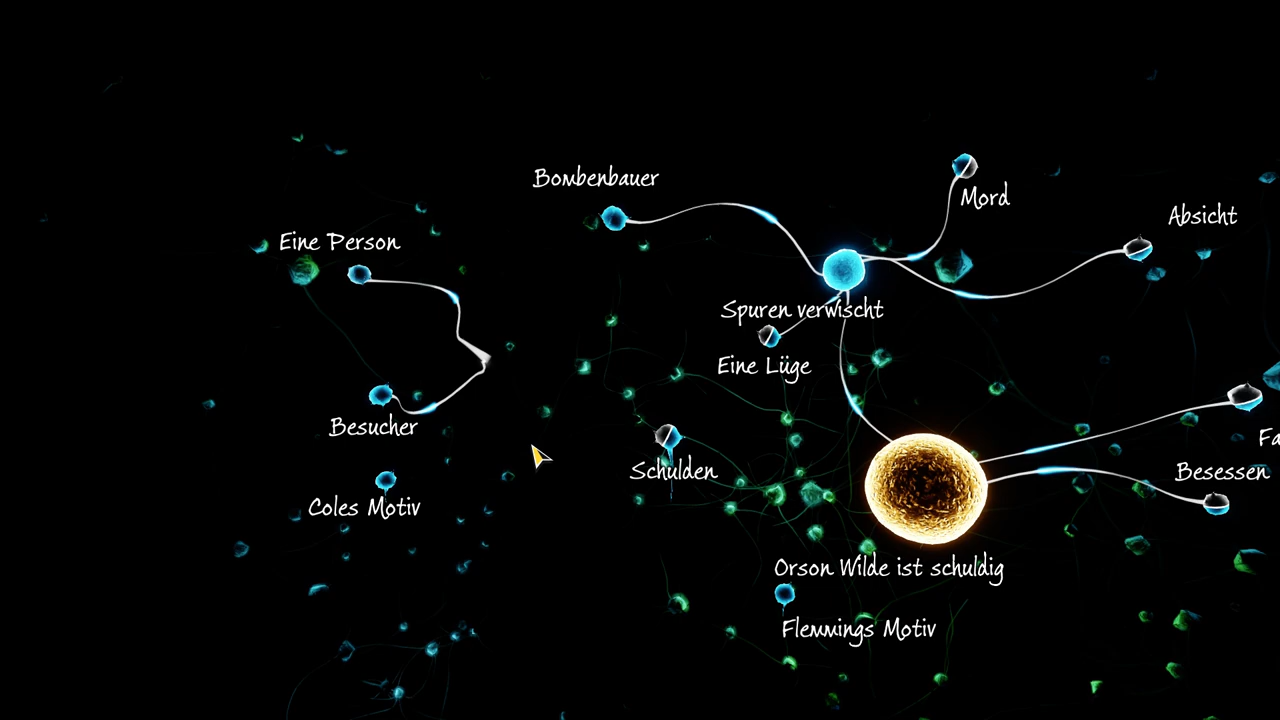 Bombenbauer
Mord
Absicht
Eine Person
Spuren verwischt
Eine Lüge
Besucher
Schulden
Besessen
Coles Motiv
Orson Wilde ist schuldig
Flemmings Motiv